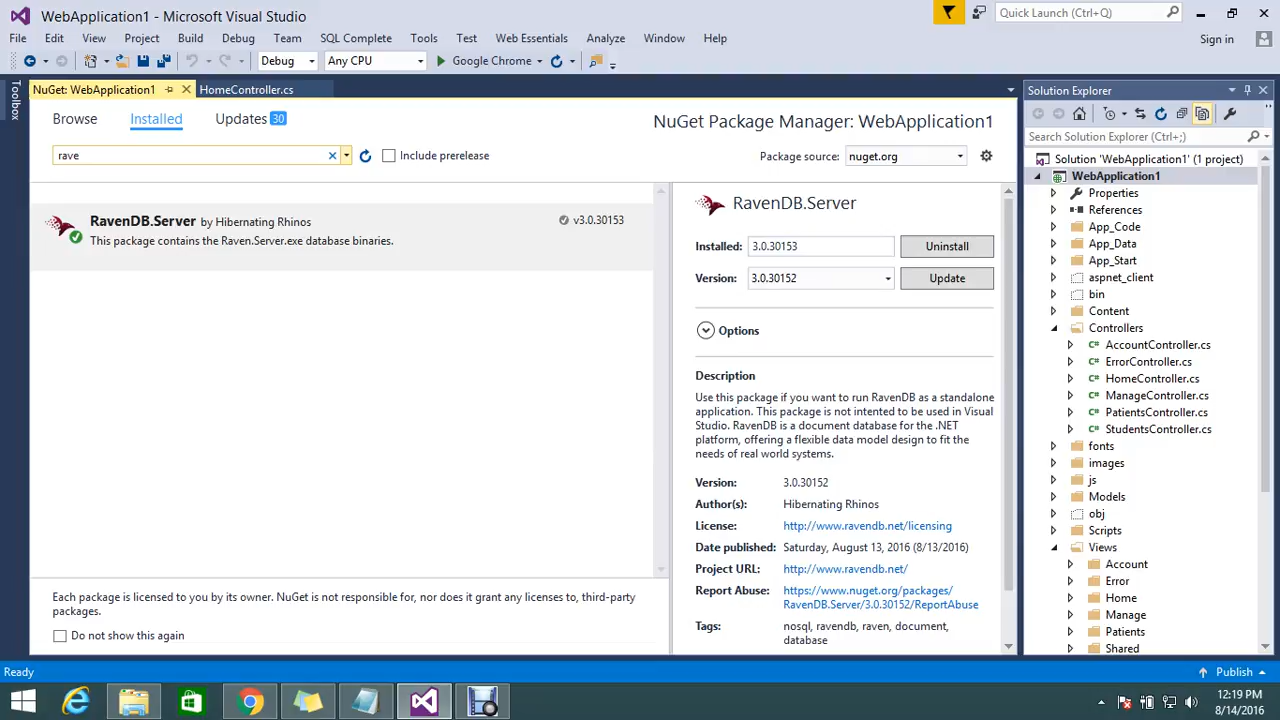 WebApplication1 - Microsoft Visual Studio
Quick Launch (Ctrl+Q)
File Edit View Project Build Debug Team SQL Complete Tools Test Web Essentials Analyze Window Help
Sign in
Debug Any CPU Google Chrome
Toolbox
NuGet: WebApplication1 HomeController.cs
Browse Installed Updates 30
NuGet Package Manager: WebApplication1
rave
Include prerelease
Package source: nuget.org
RavenDB.Server by Hibernating Rhinos
v3.0.30153
This package contains the Raven.Server.exe database binaries.
RavenDB.Server
Installed: 3.0.30153 Uninstall
Version: 3.0.30152 Update
Options
Description
Use this package if you want to run RavenDB as a standalone
application. This package is not intended to be used in Visual
Studio. RavenDB is a document database for the .NET
platform, offering a flexible data model design to fit the
needs of real world systems.
Version: 3.0.30152
Author(s): Hibernating Rhinos
License: http://www.ravendb.net/licensing
Date published: Saturday, August 13, 2016 (8/13/2016)
Project URL: http://www.ravendb.net/
Report Abuse: https://www.nuget.org/packages/
RavenDB.Server/3.0.30152/ReportAbuse
Tags: nosql, ravendb, raven, document,
database
Each package is licensed to you by its owner. NuGet is not responsible for, nor does it grant any licenses to, third-party
packages.
Do not show this again
Solution Explorer
Search Solution Explorer (Ctrl+;)
Solution 'WebApplication1' (1 project)
WebApplication1
Properties
References
App_Code
App_Data
App_Start
aspnet_client
bin
Content
Controllers
C# AccountController.cs
C# ErrorController.cs
C# HomeController.cs
C# ManageController.cs
C# PatientsController.cs
C# StudentsController.cs
fonts
images
js
Models
obj
Scripts
Views
Account
Error
Home
Manage
Patients
Shared
Ready
Publish
12:19 PM
8/14/2016